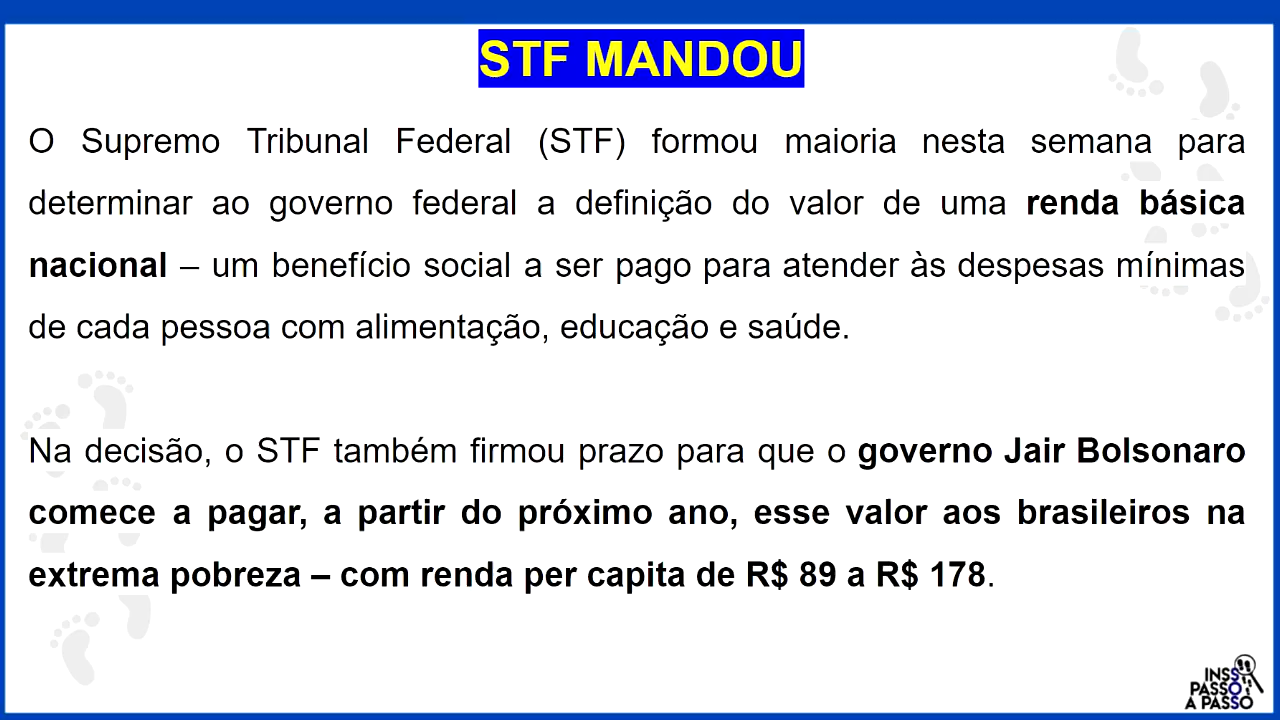 STF MANDOU
O Supremo Tribunal Federal (STF) formou maioria nesta semana para
determinar ao governo federal a definição do valor de uma renda básica
nacional – um benefício social a ser pago para atender às despesas mínimas
de cada pessoa com alimentação, educação e saúde.
Na decisão, o STF também firmou prazo para que o governo Jair Bolsonaro
comece a pagar, a partir do próximo ano, esse valor aos brasileiros na
extrema pobreza – com renda per capita de R$ 89 a R$ 178.
INSS
PASSO
A PASSO